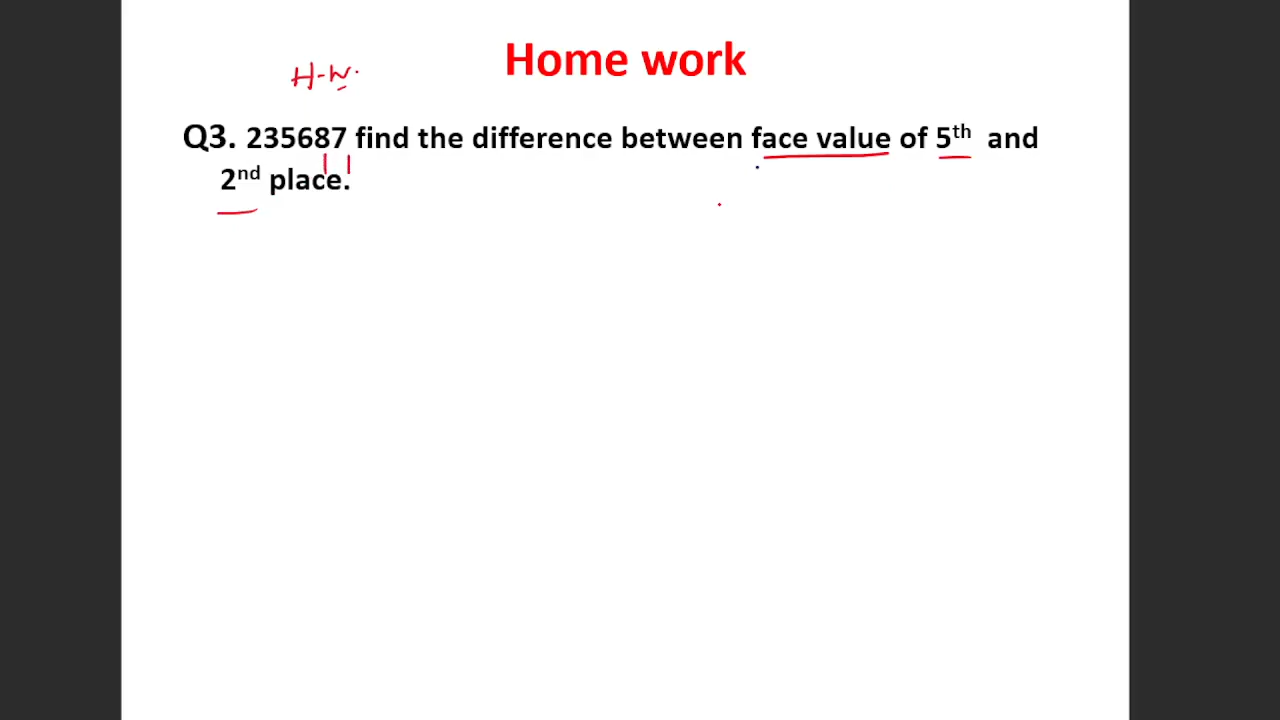 Home work
H-W.
Q3. 235687 find the difference between face value of 5th and
2nd place.